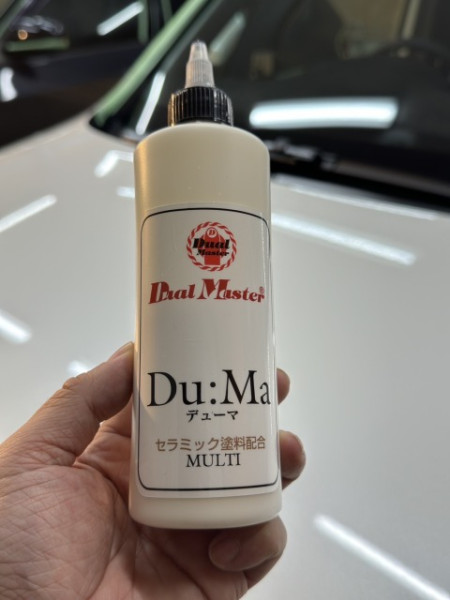 Dual
Master
Dual Master®
Du:Ma
デューマ
セラミック塗料配合
MULTI